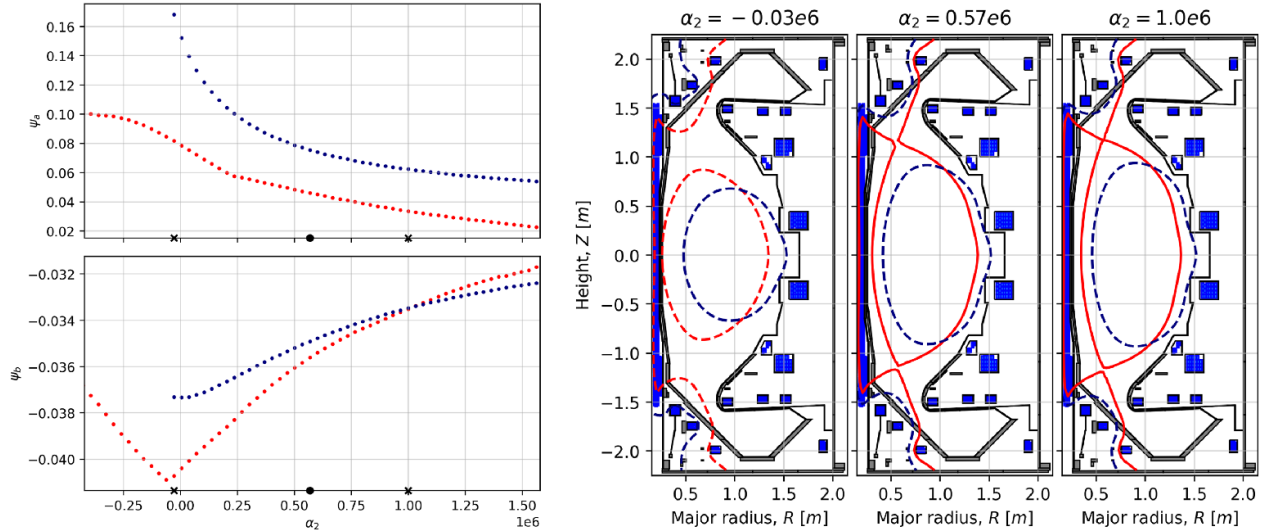 0.16
0.14
0.12
0.10
0.08
0.06
0.04
0.02
ψₐ
−0.032
−0.034
−0.036
−0.038
−0.040
ψ_b
−0.25 0.00 0.25 0.50 0.75 1.00 1.25 1.50
1e6
α₂
α₂ = − 0.03e6 α₂ = 0.57e6 α₂ = 1.0e6
2.0
1.5
1.0
0.5
0.0
−0.5
−1.0
−1.5
−2.0
Height, Z [m]
0.5 1.0 1.5 2.0 0.5 1.0 1.5 2.0 0.5 1.0 1.5 2.0
Major radius, R [m] Major radius, R [m] Major radius, R [m]